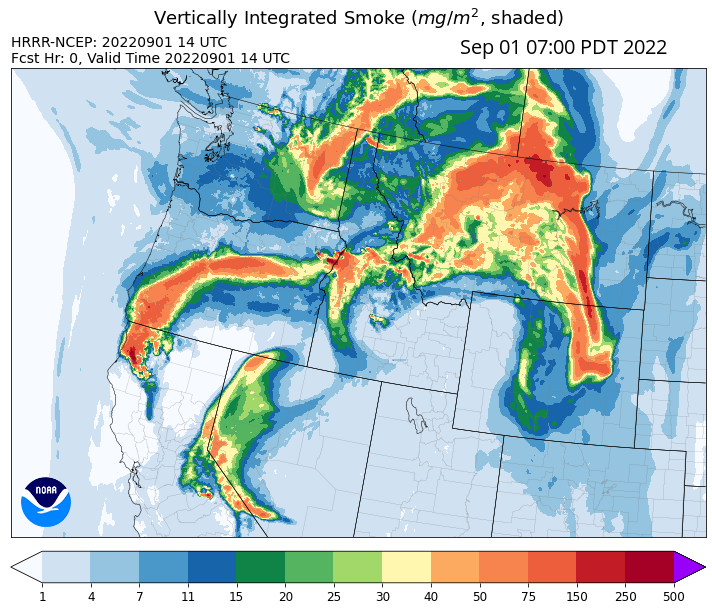 Vertically Integrated Smoke (mg/m², shaded)
HRRR-NCEP: 20220901 14 UTC
Sep 01 07:00 PDT 2022
Fcst Hr: 0, Valid Time 20220901 14 UTC
NOAA
1 4 7 11 15 20 25 30 40 50 75 150 250 500